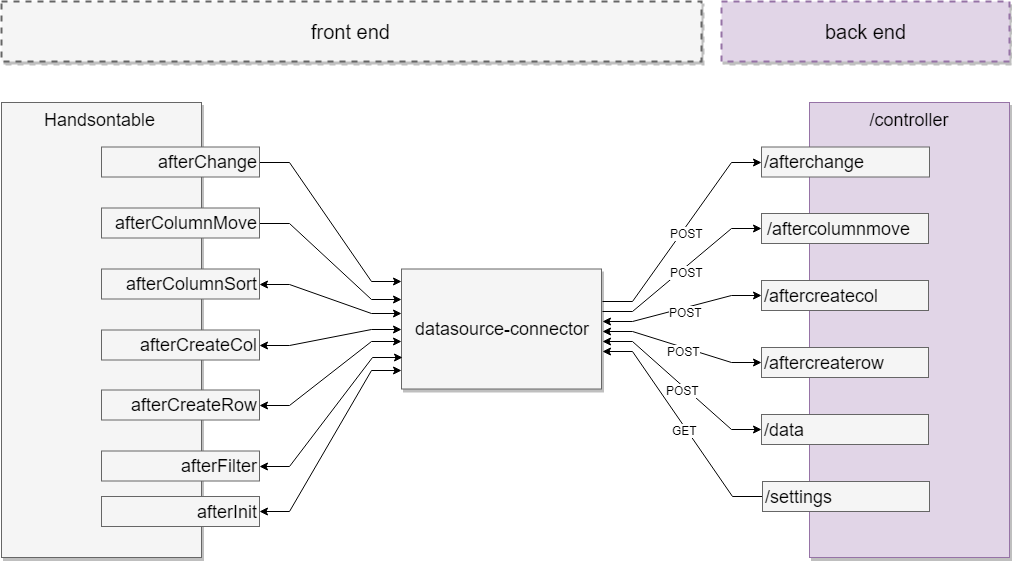 front end
back end
Handsontable
afterChange
afterColumnMove
afterColumnSort
afterCreateCol
afterCreateRow
afterFilter
afterInit
datasource-connector
POST
POST
POST
POST
POST
GET
/controller
/afterchange
/aftercolumnmove
/aftercreatecol
/aftercreaterow
/data
/settings